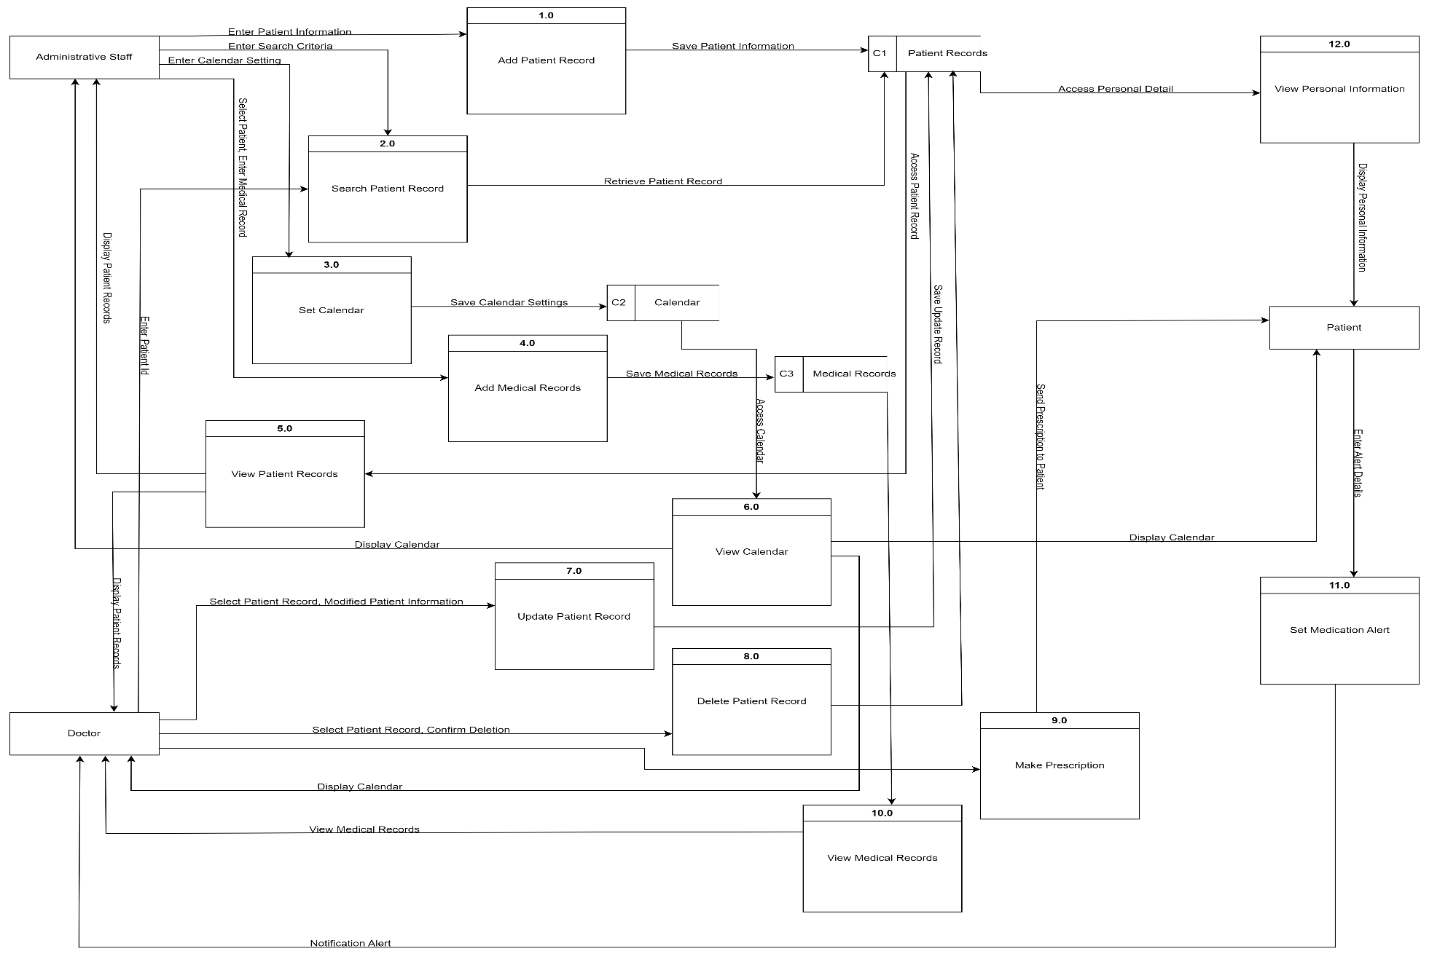 1.0
Enter Patient Information
Add Patient Record
Save Patient Information
Administrative Staff
Enter Search Criteria
Enter Calendar Setting
C1
Patient Records
12.0
View Personal Information
Access Personal Detail
Select Patient, Enter Medical Record
2.0
Search Patient Record
Retrieve Patient Record
Access Patient Record
Display Personal Information
Display Patient Records
3.0
Set Calendar
Save Calendar Settings
C2
Calendar
Save Update Record
Patient
Enter Patient Id
4.0
Add Medical Records
Save Medical Records
C3
Medical Records
Access Calendar
Send Prescription to Patient
Enter Alert Details
5.0
View Patient Records
6.0
View Calendar
Display Calendar
Display Calendar
7.0
Update Patient Record
Select Patient Record, Modified Patient Information
Display Patient Records
11.0
Set Medication Alert
8.0
Delete Patient Record
Doctor
Select Patient Record, Confirm Deletion
9.0
Make Prescription
Display Calendar
10.0
View Medical Records
View Medical Records
Notification Alert